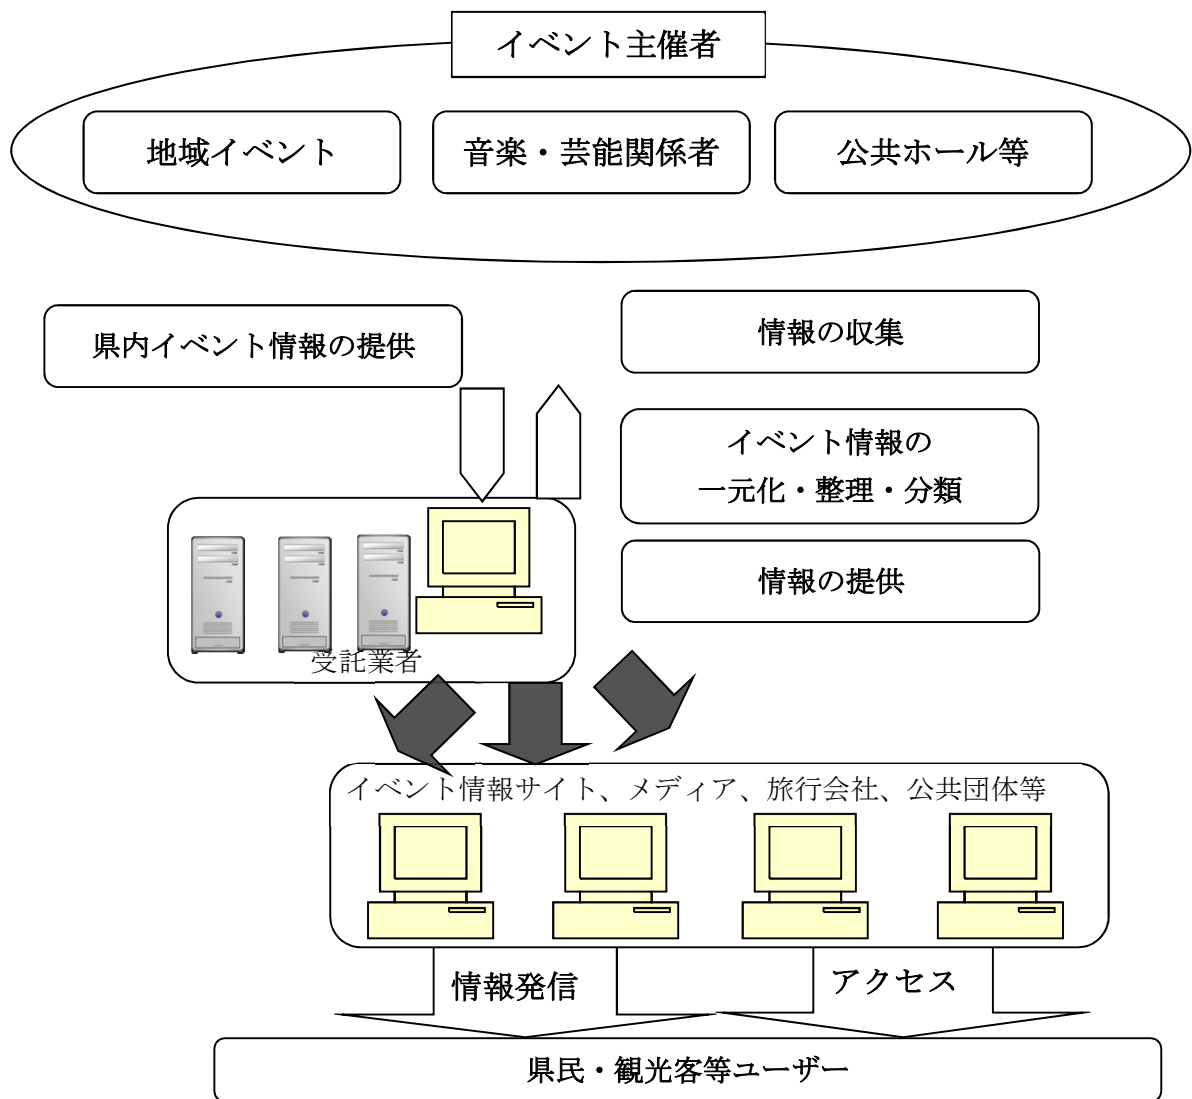 イベント主催者
地域イベント
音楽・芸能関係者
公共ホール等
県内イベント情報の提供
情報の収集
イベント情報の
一元化・整理・分類
情報の提供
受託業者
イベント情報サイト、メディア、旅行会社、公共団体等
情報発信
アクセス
県民・観光客等ユーザー